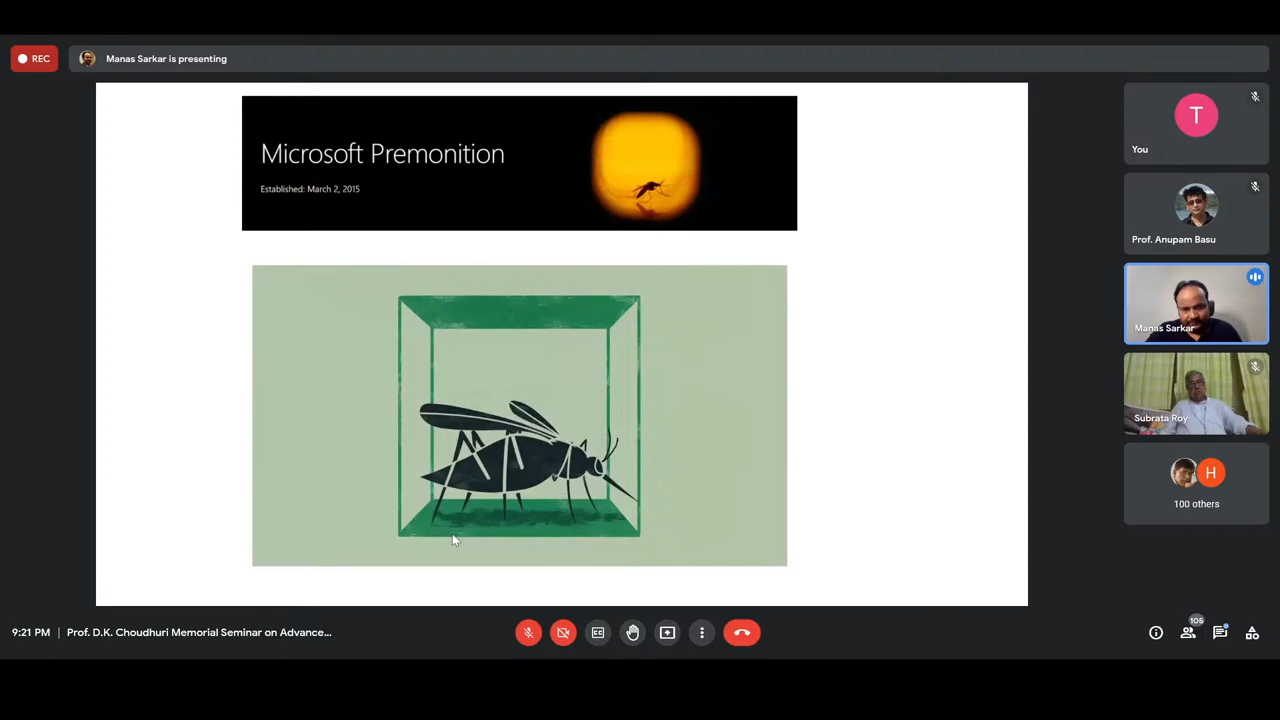 REC
Manas Sarkar is presenting
Microsoft Premonition
Established: March 2, 2015
T
You
Prof. Anupam Basu
Manas Sarkar
Subrata Roy
H
100 others
9:21 PM
Prof. D.K. Choudhuri Memorial Seminar on Advance...
CC
106